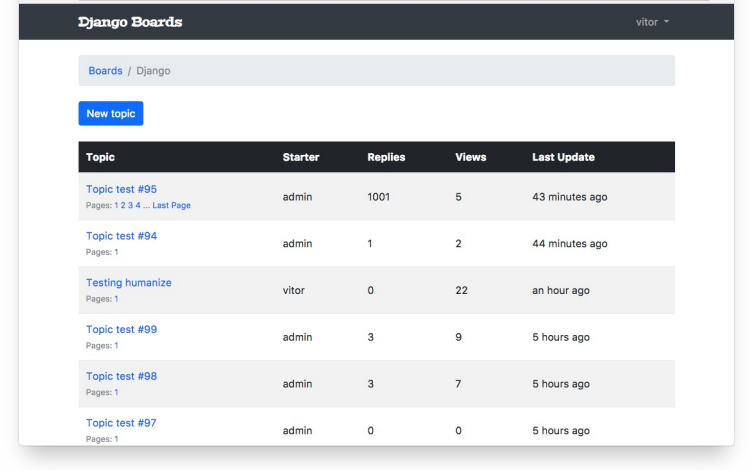 Django Boards vitor
Boards / Django
New topic
Topic Starter Replies Views Last Update
Topic test #95
Pages: 1 2 3 4 ... Last Page
admin 1001 5 43 minutes ago
Topic test #94
Pages: 1
admin 1 2 44 minutes ago
Testing humanize
Pages: 1
vitor 0 22 an hour ago
Topic test #99
Pages: 1
admin 3 9 5 hours ago
Topic test #98
Pages: 1
admin 3 7 5 hours ago
Topic test #97
Pages: 1
admin 0 0 5 hours ago